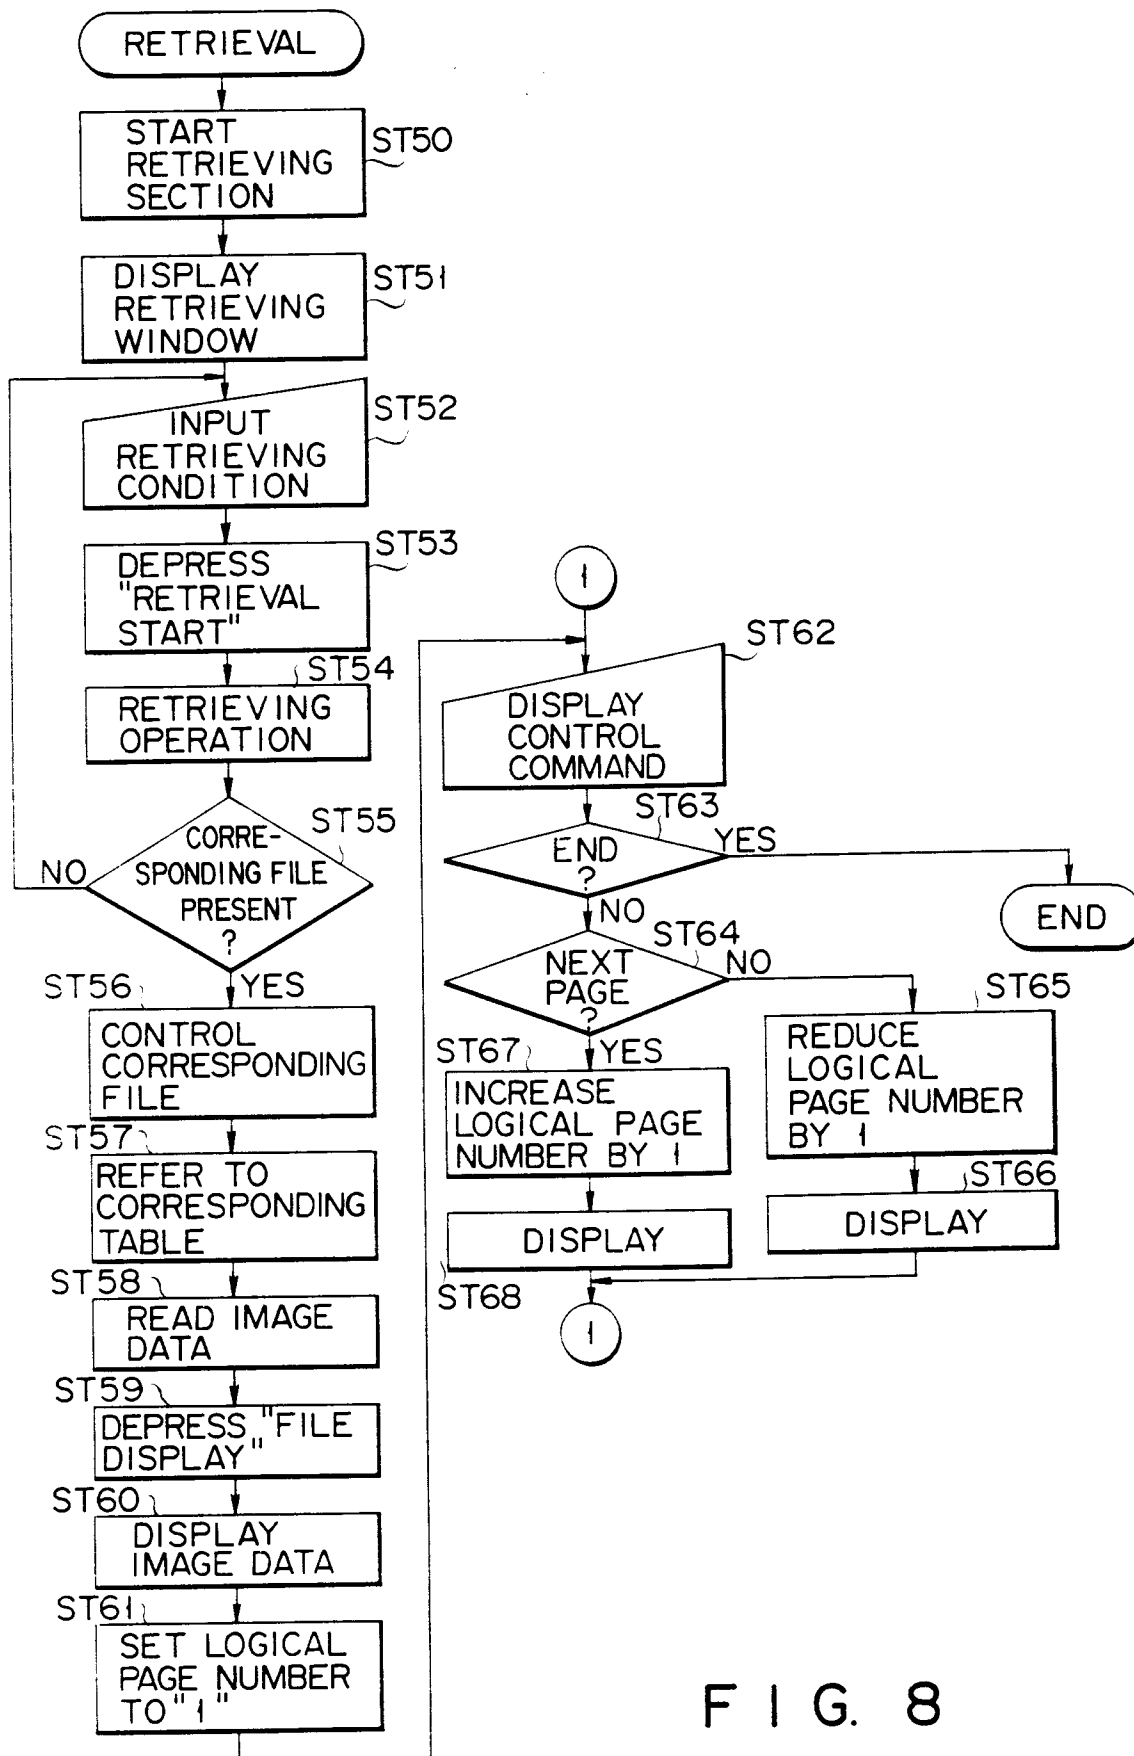 RETRIEVAL
START
RETRIEVING
SECTION
ST50
DISPLAY
RETRIEVING
WINDOW
ST51
INPUT
RETRIEVING
CONDITION
ST52
DEPRESS
"RETRIEVAL
START"
ST53
ST54
RETRIEVING
OPERATION
CORRE-
SPONDING FILE
PRESENT
?
ST55
NO
YES
ST56
CONTROL
CORRESPONDING
FILE
ST57
REFER TO
CORRESPONDING
TABLE
ST58
READ IMAGE
DATA
ST59
DEPRESS "FILE
DISPLAY"
ST60
DISPLAY
IMAGE DATA
ST61
SET LOGICAL
PAGE NUMBER
TO "1"
1
ST62
DISPLAY
CONTROL
COMMAND
ST63
END
?
YES
END
NO
ST64
NEXT
PAGE
?
NO
YES
ST65
REDUCE
LOGICAL
PAGE NUMBER
BY 1
ST66
DISPLAY
ST67
INCREASE
LOGICAL PAGE
NUMBER BY 1
DISPLAY
ST68
1
FIG. 8